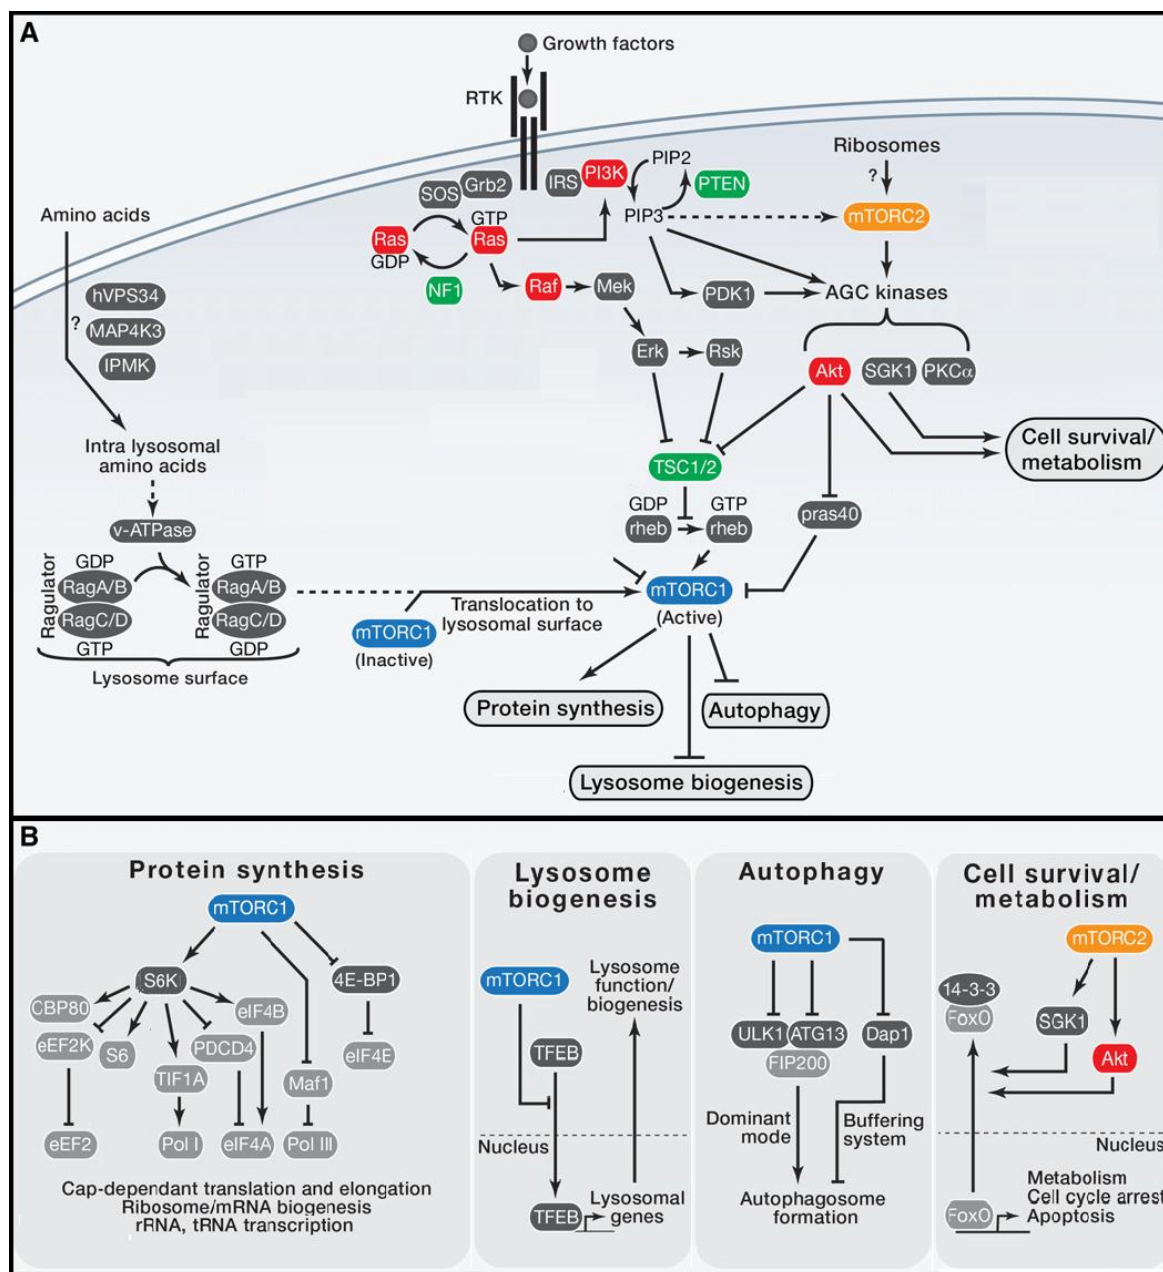 A
Growth factors
RTK
Ribosomes
?
PIP2
PI3K
IRS
PTEN
Grb2
SOS
Amino acids
GTP
PIP3
mTORC2
Ras
Ras
GDP
NF1
Raf
Mek
PDK1
AGC kinases
hVPS34
?
MAP4K3
IPMK
Erk
Rsk
Akt
SGK1
PKCα
Intra lysosomal
amino acids
Cell survival/
metabolism
TSC1/2
GDP
GTP
rheb
rheb
pras40
v-ATPase
Ragulator
GDP
RagA/B
RagC/D
GTP
Ragulator
GTP
RagA/B
RagC/D
GDP
Lysosome surface
Translocation to
lysosomal surface
mTORC1
(Inactive)
mTORC1
(Active)
Protein synthesis
Autophagy
Lysosome biogenesis
B
Protein synthesis
mTORC1
S6K
4E-BP1
CBP80
eIF4B
eEF2K
S6
PDCD4
eIF4E
TIF1A
Maf1
eEF2
Pol I
eIF4A
Pol III
Cap-dependant translation and elongation
Ribosome/mRNA biogenesis
rRNA, tRNA transcription
Lysosome
biogenesis
mTORC1
Lysosome
function/
biogenesis
TFEB
Nucleus
TFEB
Lysosomal
genes
Autophagy
mTORC1
ULK1
ATG13
Dap1
FIP200
Dominant
mode
Buffering
system
Autophagosome
formation
Cell survival/
metabolism
mTORC2
14-3-3
FoxO
SGK1
Akt
Nucleus
Metabolism
Cell cycle arrest
Apoptosis
FoxO